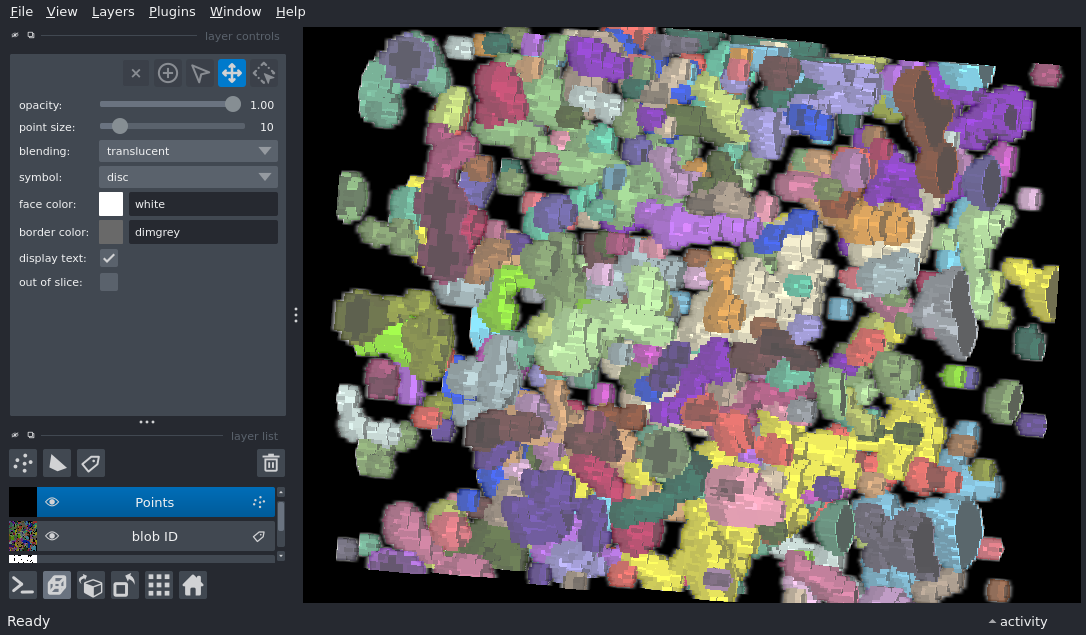 File View Layers Plugins Window Help
layer controls
opacity: 1.00
point size: 10
blending: translucent
symbol: disc
face color: white
border color: dimgrey
display text:
out of slice:
layer list
Points
blob ID
Ready
activity